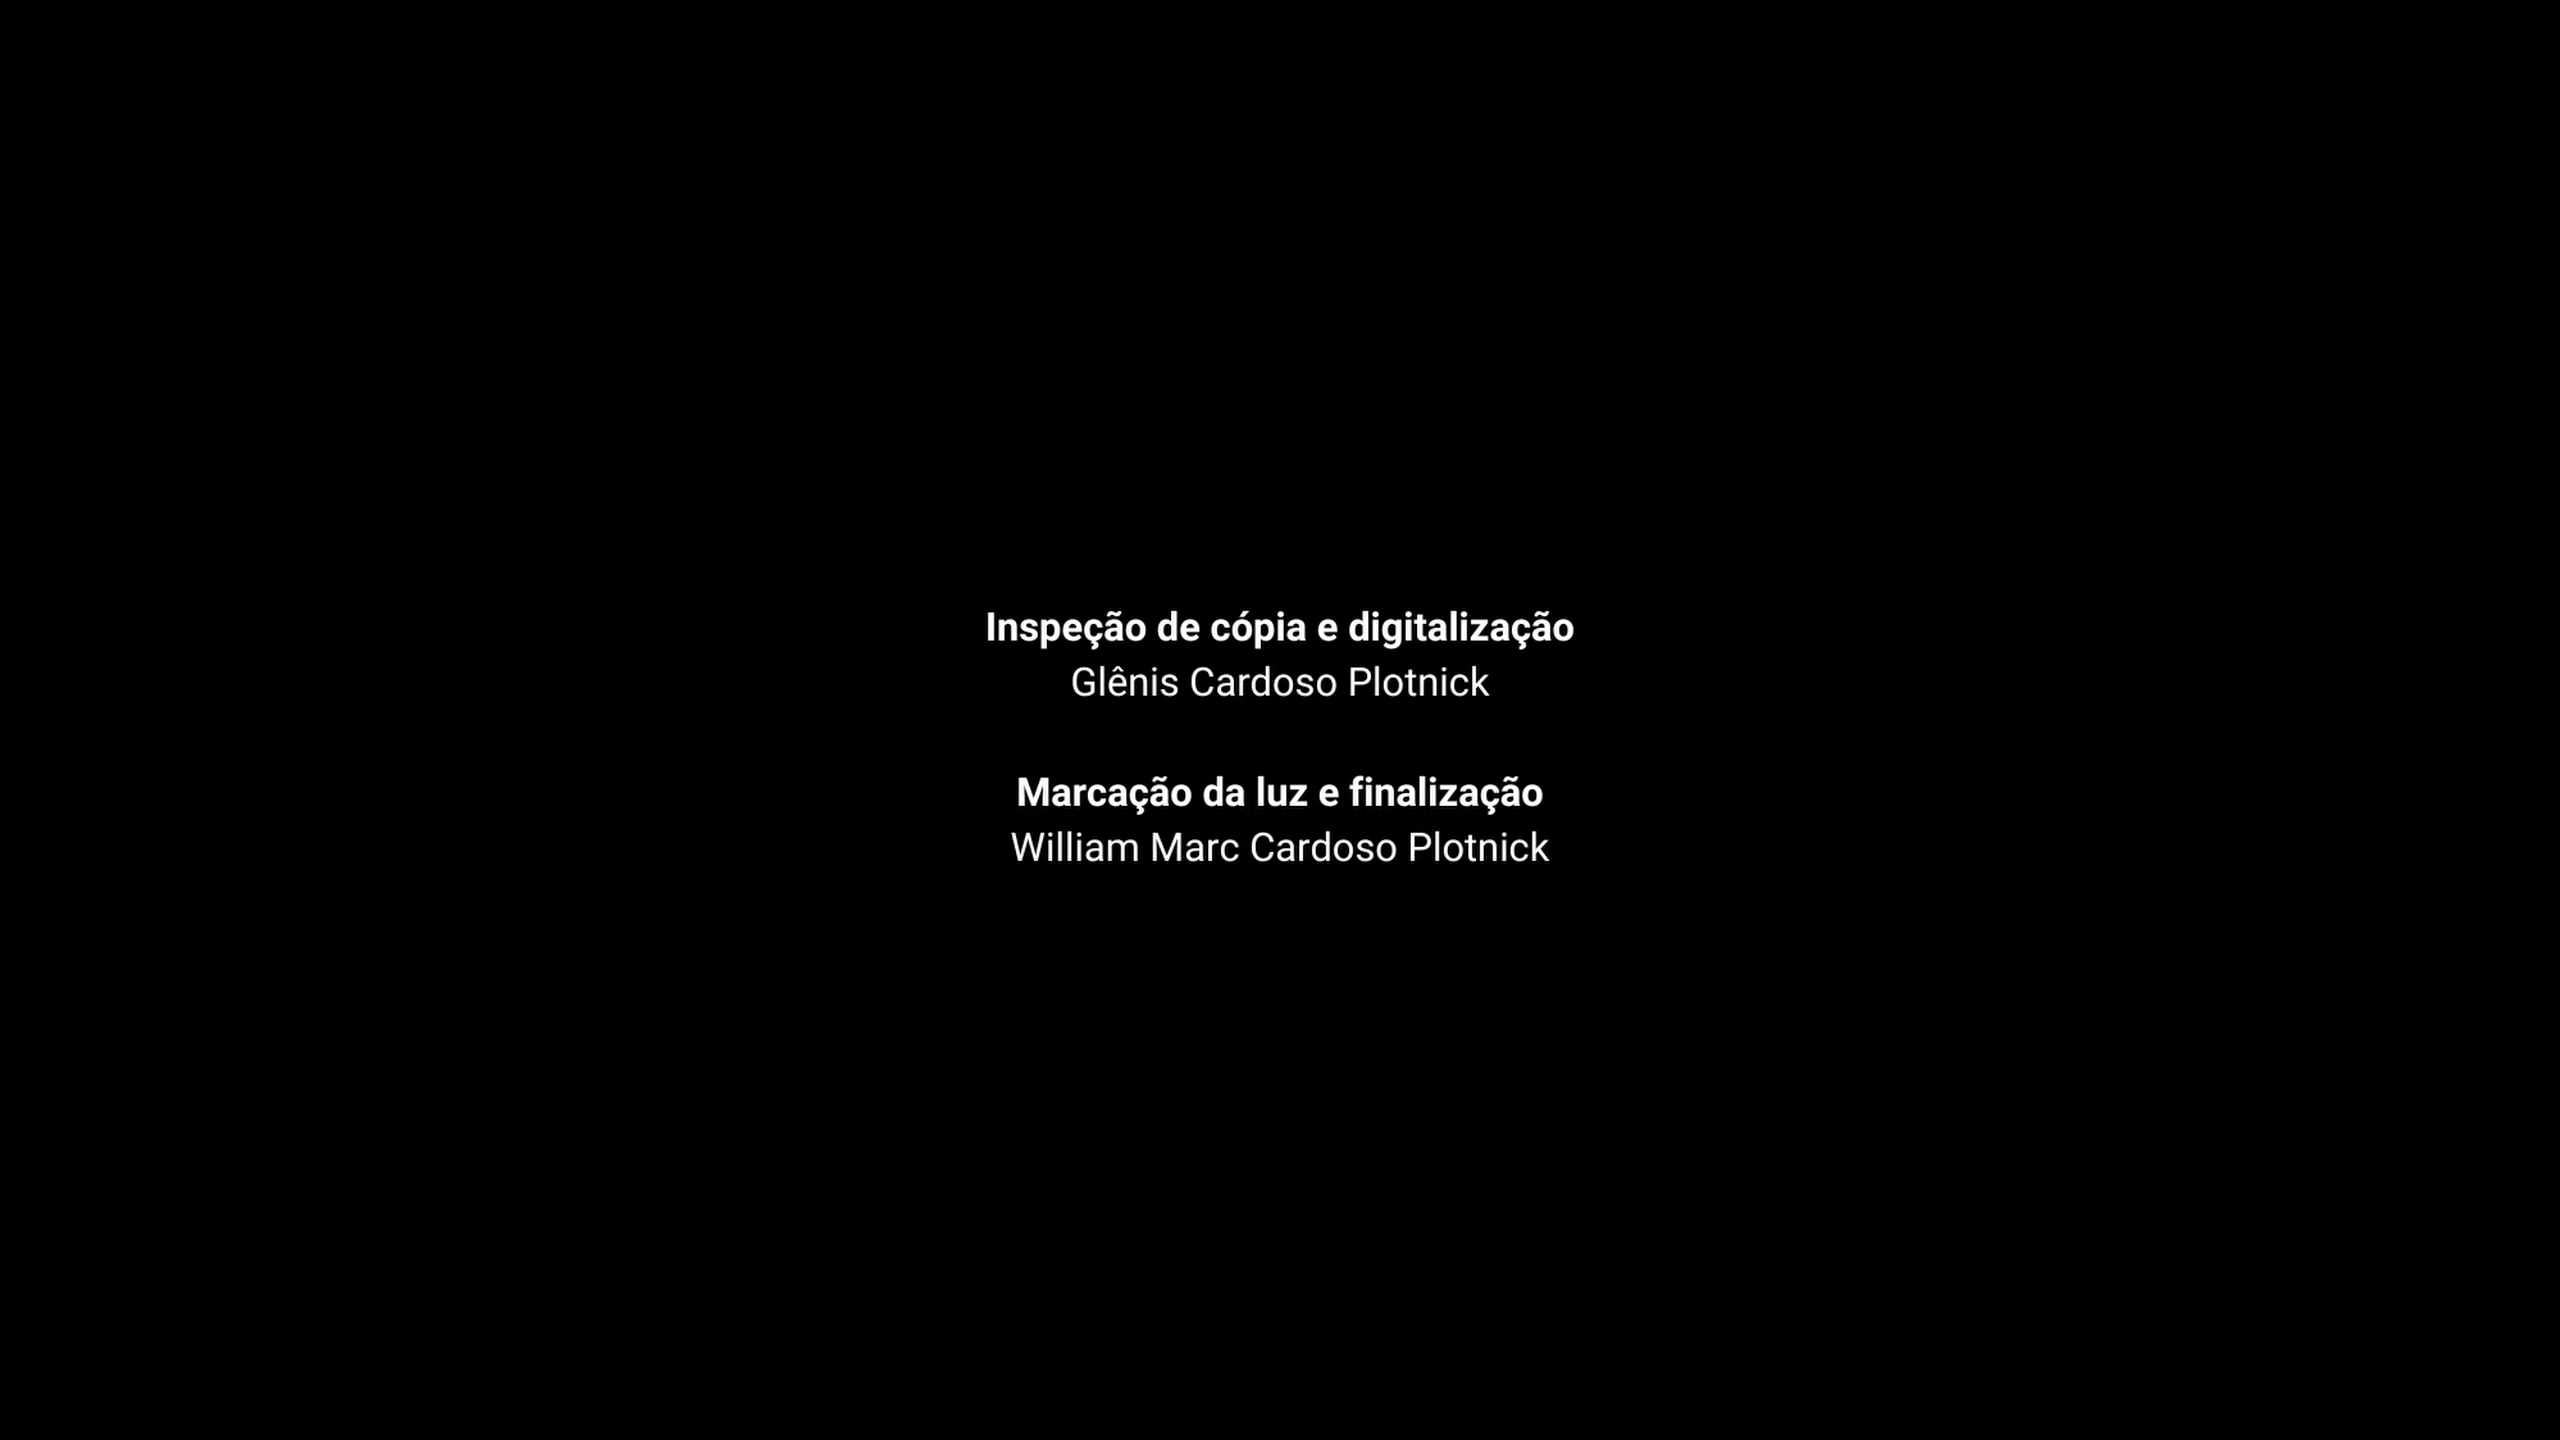 Inspeção de cópia e digitalização
Glênis Cardoso Plotnick
Marcação da luz e finalização
William Marc Cardoso Plotnick